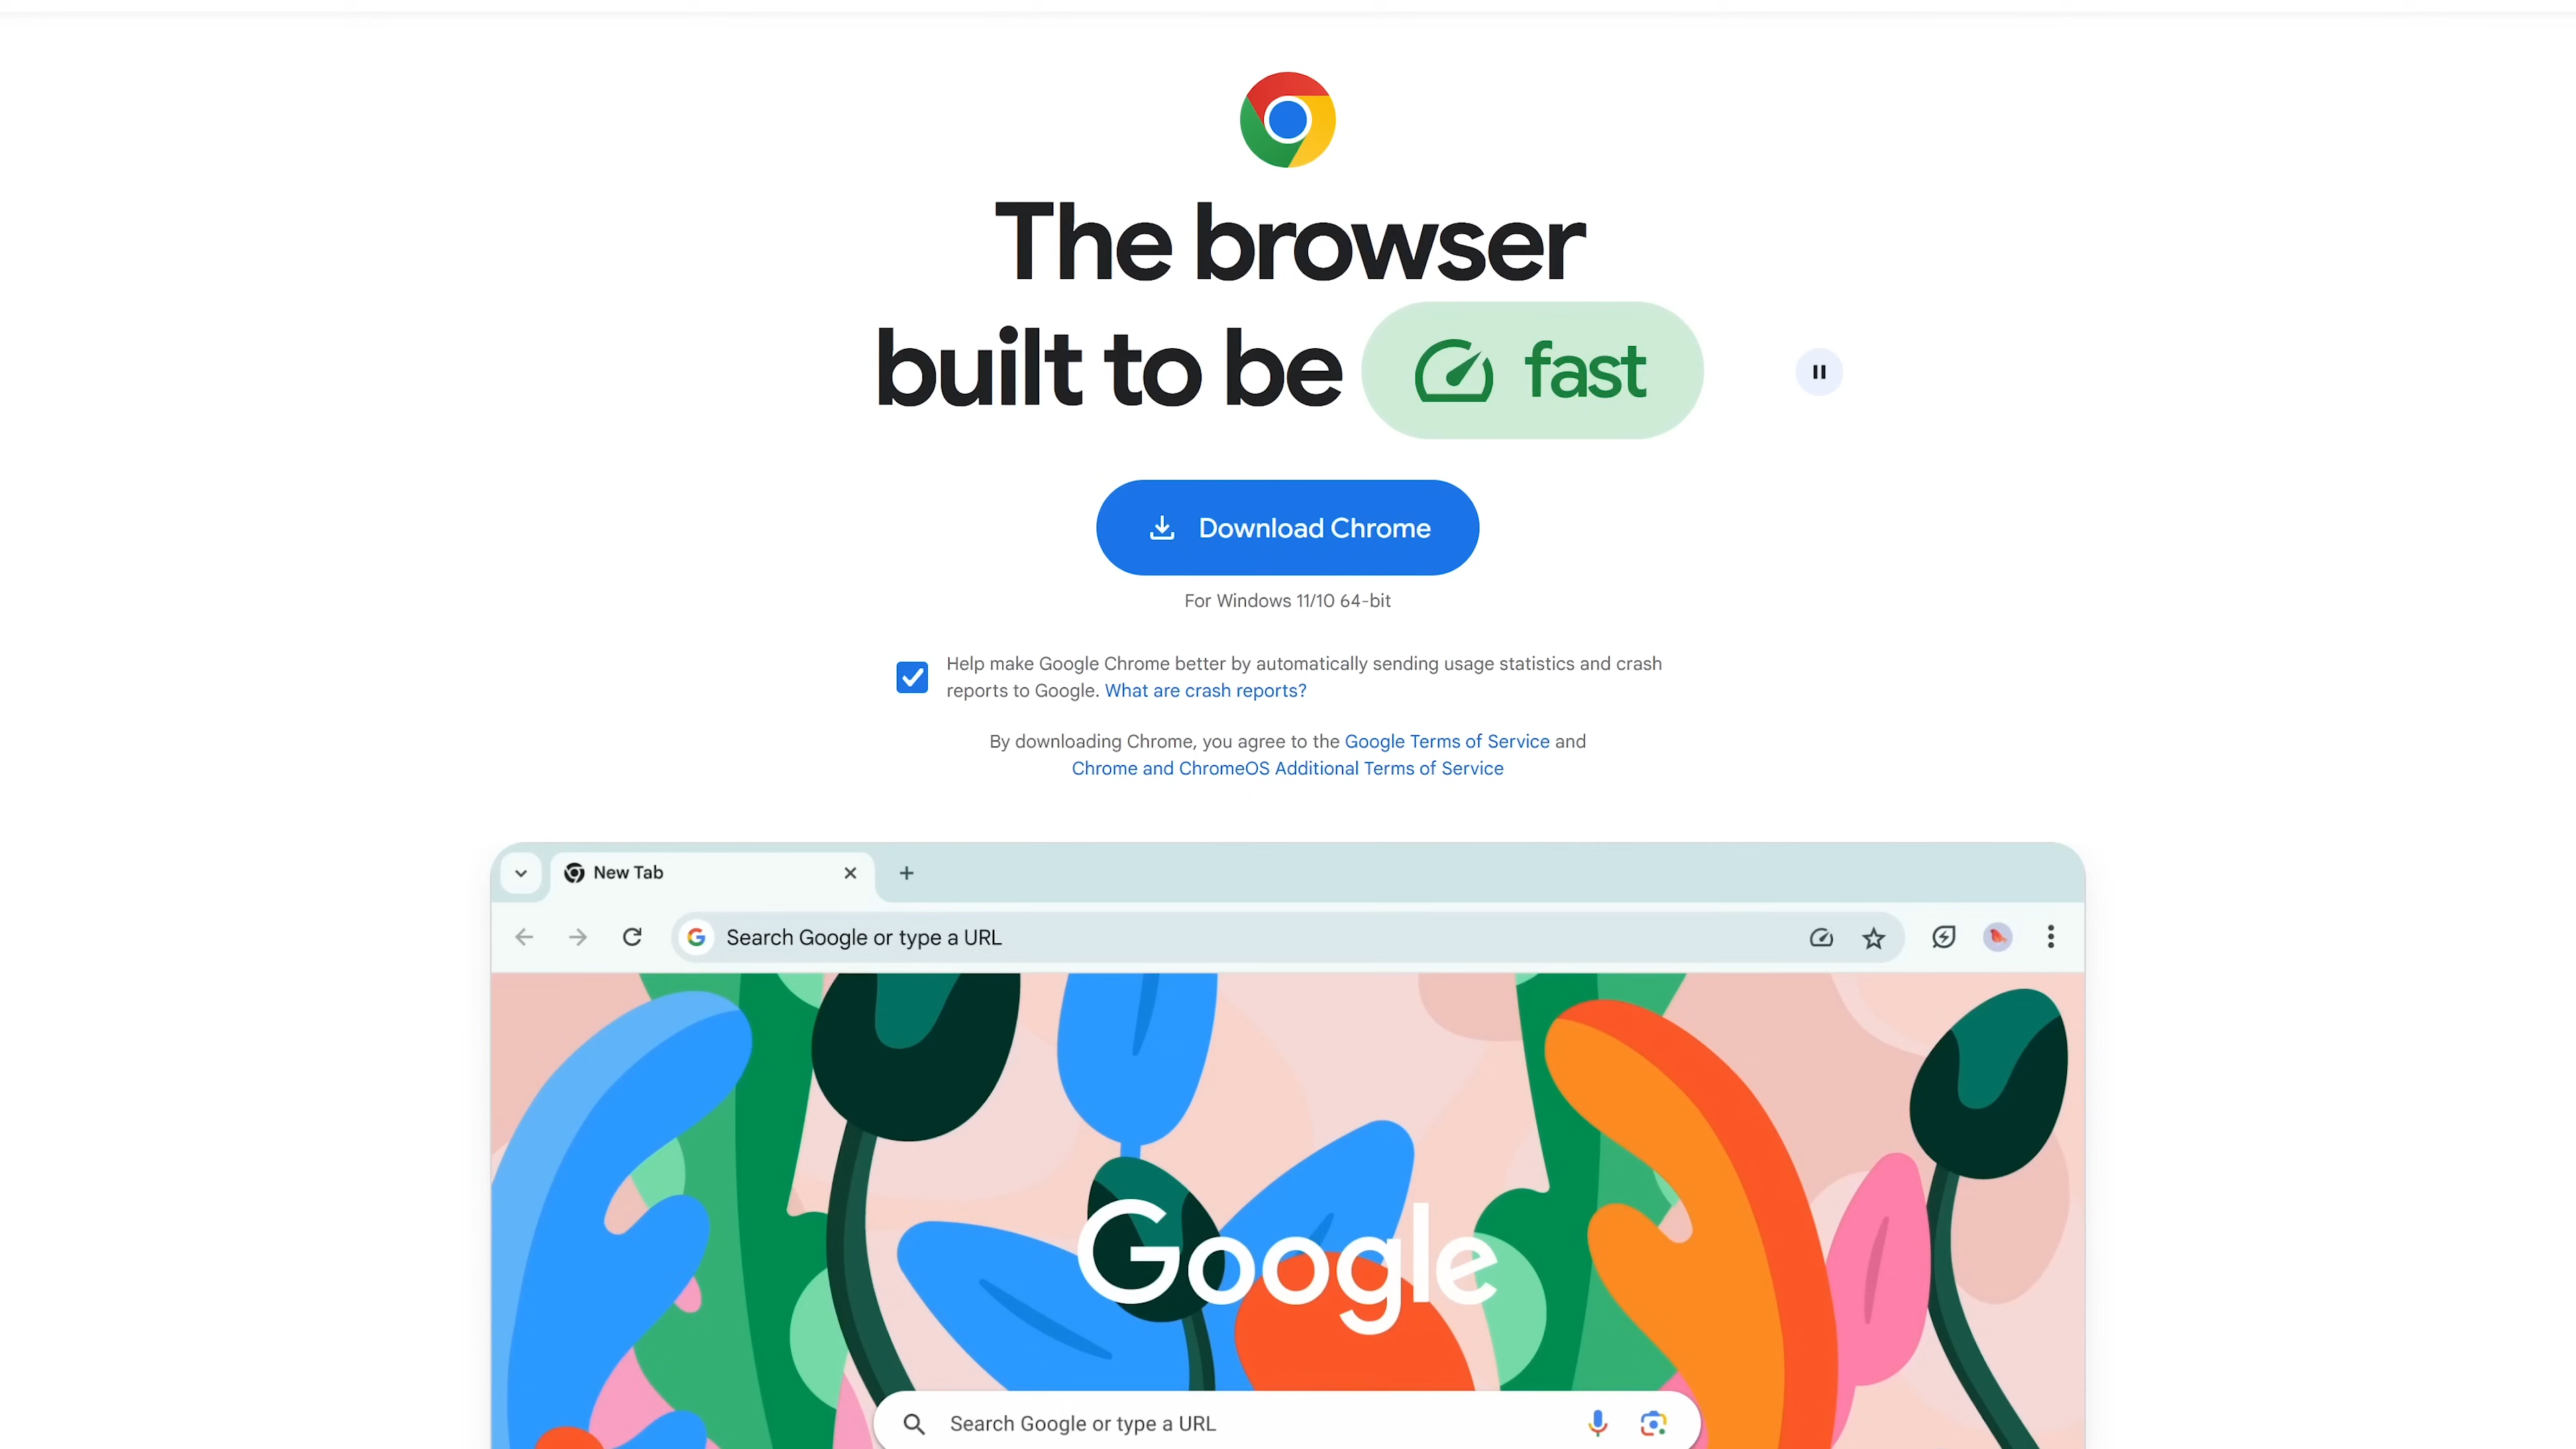 The browser
built to be fast
Download Chrome
For Windows 11/10 64-bit
Help make Google Chrome better by automatically sending usage statistics and crash
reports to Google. What are crash reports?
By downloading Chrome, you agree to the Google Terms of Service and
Chrome and ChromeOS Additional Terms of Service
New Tab
Search Google or type a URL
Google
Search Google or type a URL